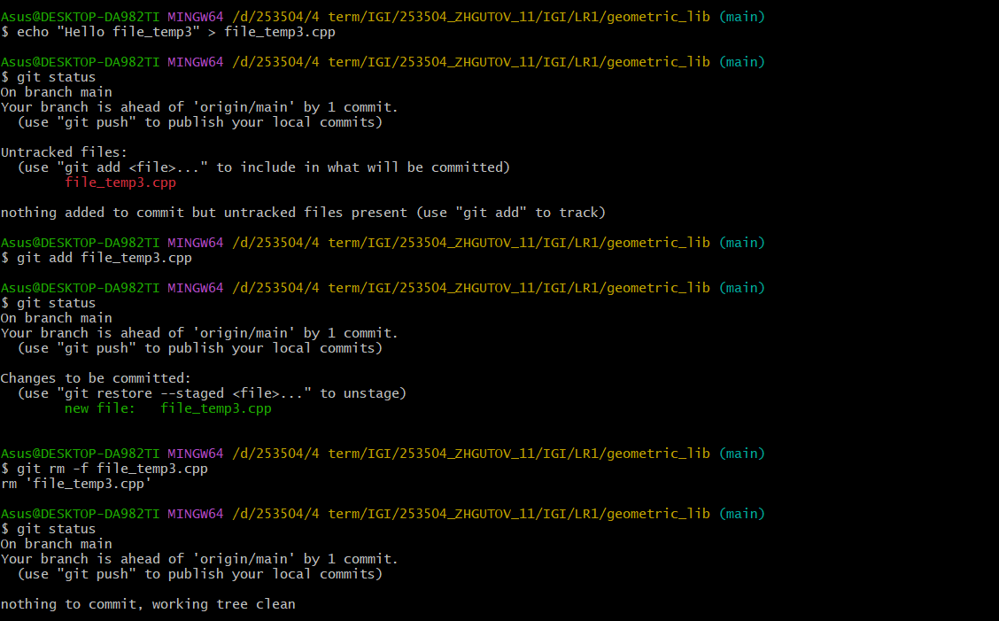 Asus@DESKTOP-DA982TI MINGW64 /d/253504/4 term/IGI/253504_ZHGUTOV_11/IGI/LR1/geometric_lib (main)
$ echo "Hello file_temp3" > file_temp3.cpp
Asus@DESKTOP-DA982TI MINGW64 /d/253504/4 term/IGI/253504_ZHGUTOV_11/IGI/LR1/geometric_lib (main)
$ git status
On branch main
Your branch is ahead of 'origin/main' by 1 commit.
  (use "git push" to publish your local commits)
Untracked files:
  (use "git add <file>..." to include in what will be committed)
        file_temp3.cpp
nothing added to commit but untracked files present (use "git add" to track)
Asus@DESKTOP-DA982TI MINGW64 /d/253504/4 term/IGI/253504_ZHGUTOV_11/IGI/LR1/geometric_lib (main)
$ git add file_temp3.cpp
Asus@DESKTOP-DA982TI MINGW64 /d/253504/4 term/IGI/253504_ZHGUTOV_11/IGI/LR1/geometric_lib (main)
$ git status
On branch main
Your branch is ahead of 'origin/main' by 1 commit.
  (use "git push" to publish your local commits)
Changes to be committed:
  (use "git restore --staged <file>..." to unstage)
        new file:   file_temp3.cpp
Asus@DESKTOP-DA982TI MINGW64 /d/253504/4 term/IGI/253504_ZHGUTOV_11/IGI/LR1/geometric_lib (main)
$ git rm -f file_temp3.cpp
rm 'file_temp3.cpp'
Asus@DESKTOP-DA982TI MINGW64 /d/253504/4 term/IGI/253504_ZHGUTOV_11/IGI/LR1/geometric_lib (main)
$ git status
On branch main
Your branch is ahead of 'origin/main' by 1 commit.
  (use "git push" to publish your local commits)
nothing to commit, working tree clean